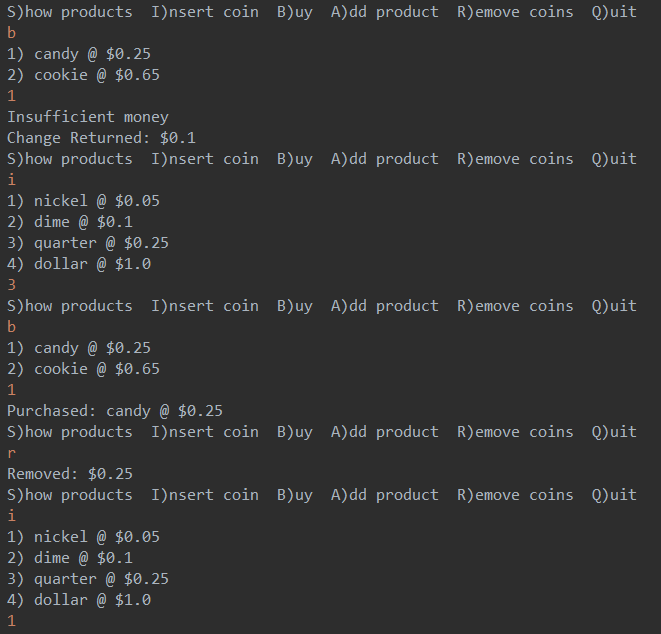 S)how products  I)nsert coin  B)uy  A)dd product  R)emove coins  Q)uit
b
1) candy @ $0.25
2) cookie @ $0.65
1
Insufficient money
Change Returned: $0.1
S)how products  I)nsert coin  B)uy  A)dd product  R)emove coins  Q)uit
i
1) nickel @ $0.05
2) dime @ $0.1
3) quarter @ $0.25
4) dollar @ $1.0
3
S)how products  I)nsert coin  B)uy  A)dd product  R)emove coins  Q)uit
b
1) candy @ $0.25
2) cookie @ $0.65
1
Purchased: candy @ $0.25
S)how products  I)nsert coin  B)uy  A)dd product  R)emove coins  Q)uit
r
Removed: $0.25
S)how products  I)nsert coin  B)uy  A)dd product  R)emove coins  Q)uit
i
1) nickel @ $0.05
2) dime @ $0.1
3) quarter @ $0.25
4) dollar @ $1.0
1